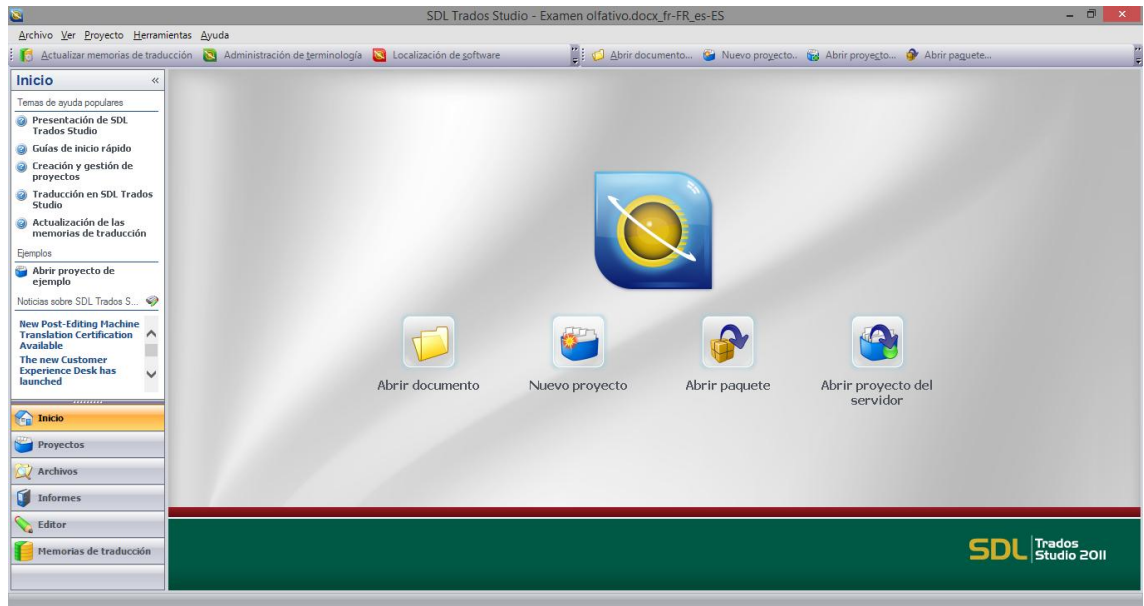 SDL Trados Studio - Examen olfativo.docx_fr-FR_es-ES
Archivo Ver Proyecto Herramientas Ayuda
Actualizar memorias de traducción Administración de terminología Localización de software Abrir documento... Nuevo proyecto.. Abrir proyecto... Abrir paquete...
Inicio
Temas de ayuda populares
Presentación de SDL
Trados Studio
Guías de inicio rápido
Creación y gestión de
proyectos
Traducción en SDL Trados
Studio
Actualización de las
memorias de traducción
Ejemplos
Abrir proyecto de
ejemplo
Noticias sobre SDL Trados S...
New Post-Editing Machine
Translation Certification
Available
The new Customer
Experience Desk has
launched
Inicio
Proyectos
Archivos
Informes
Editor
Memorias de traducción
Abrir documento
Nuevo proyecto
Abrir paquete
Abrir proyecto del
servidor
SDL Trados
Studio 2011